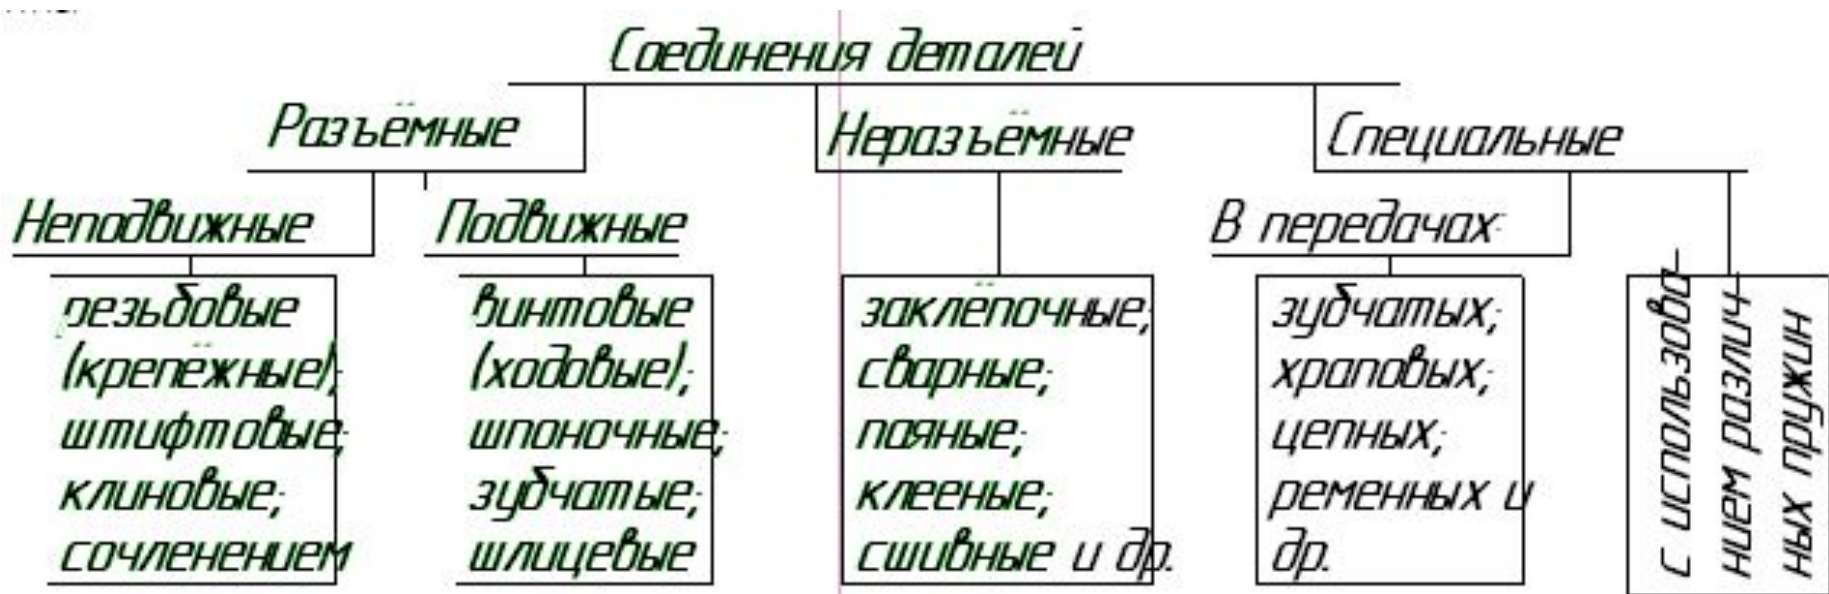 Соединения деталей
Разъёмные
Неразъёмные
Специальные
Неподвижные
Подвижные
В передачах
резьбовые
(крепёжные);
штифтовые;
клиновые;
сочленением
винтовые
(ходовые);
шпоночные;
зубчатые;
шлицевые
заклёпочные;
сварные;
паяные;
клееные;
сшивные и др.
зубчатых;
храповых;
цепных;
ременных и
др.
с использова-
нием различ-
ных пружин